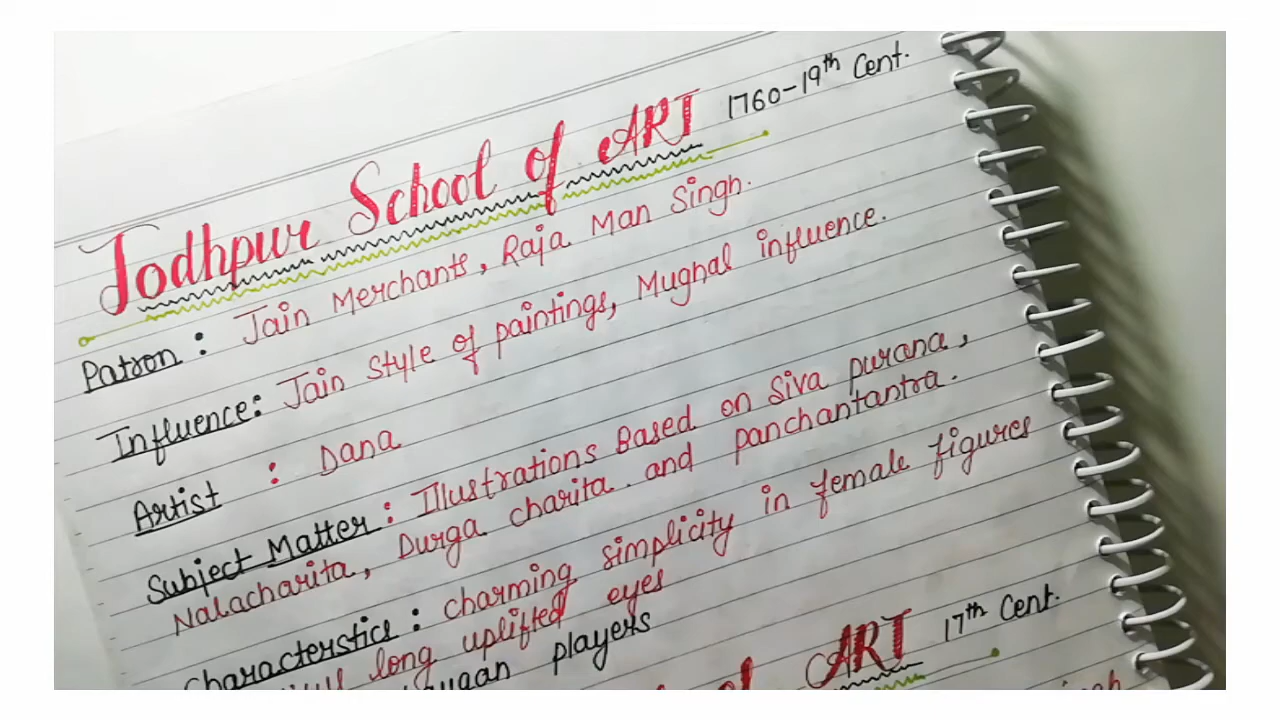 Jodhpur School of ART 1760-19th Cent.
Patron : Jain Merchants, Raja Man Singh.
Influence: Jain Style of paintings, Mughal influence.
Artist : Dana
Subject Matter : Illustrations Based on Siva purana,
Nalacharita, Durga charita. and panchantantra.
Characterstics : charming simplicity in female figures
long uplifted eyes
players
of ART 17th Cent.